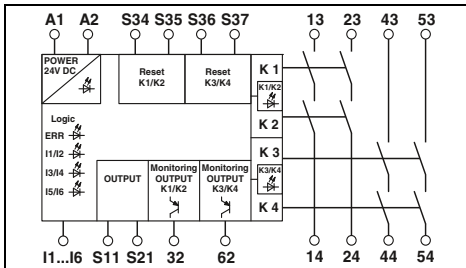 A1 A2 S34 S35 S36 S37 13 23 43 53
POWER
24V DC
Reset
K1/K2
Reset
K3/K4
K 1
K1/K2
K 2
Logic
ERR
I1/I2
I3/I4
I5/I6
K 3
K3/K4
K 4
OUTPUT
Monitoring
OUTPUT
K1/K2
Monitoring
OUTPUT
K3/K4
I1...I6 S11 S21 32 62 14 24 44 54